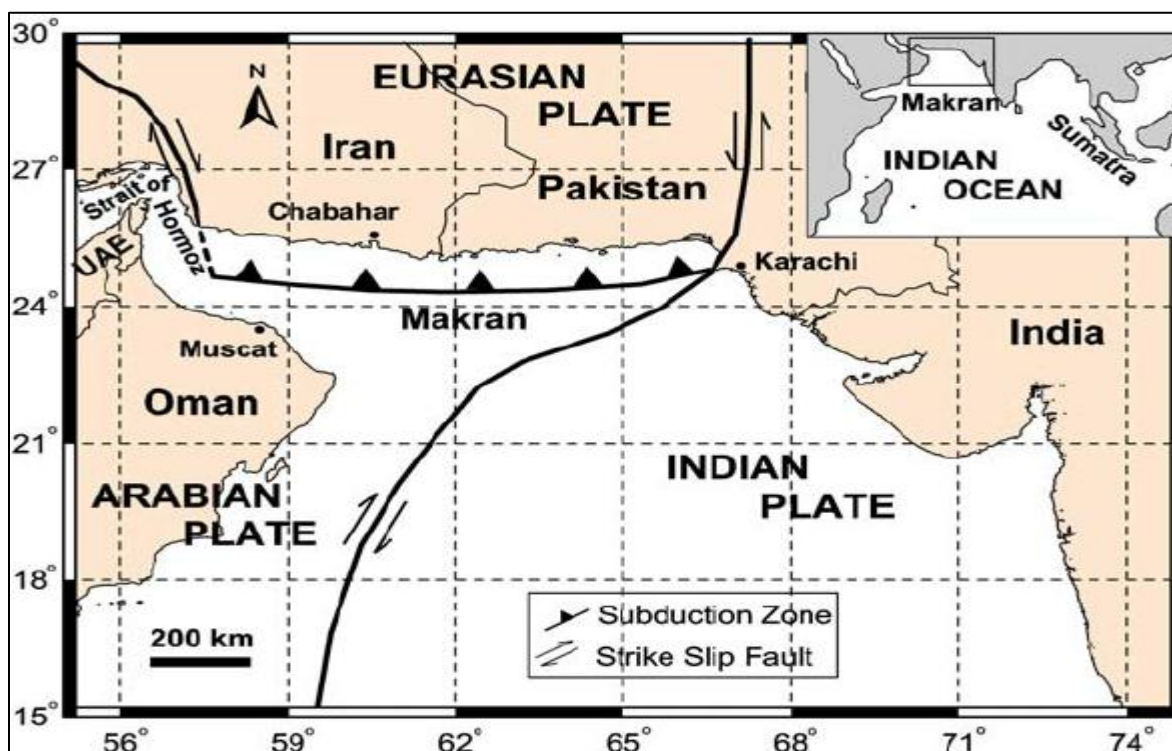 30°
27°
24°
21°
18°
15°
56°
59°
62°
65°
68°
71°
74°
N
EURASIAN
PLATE
Iran
Pakistan
Chabahar
Strait of
Hormoz
UAE
Karachi
Makran
Muscat
Oman
India
ARABIAN
PLATE
INDIAN
PLATE
200 km
Subduction Zone
Strike Slip Fault
Makran
Sumatra
INDIAN
OCEAN